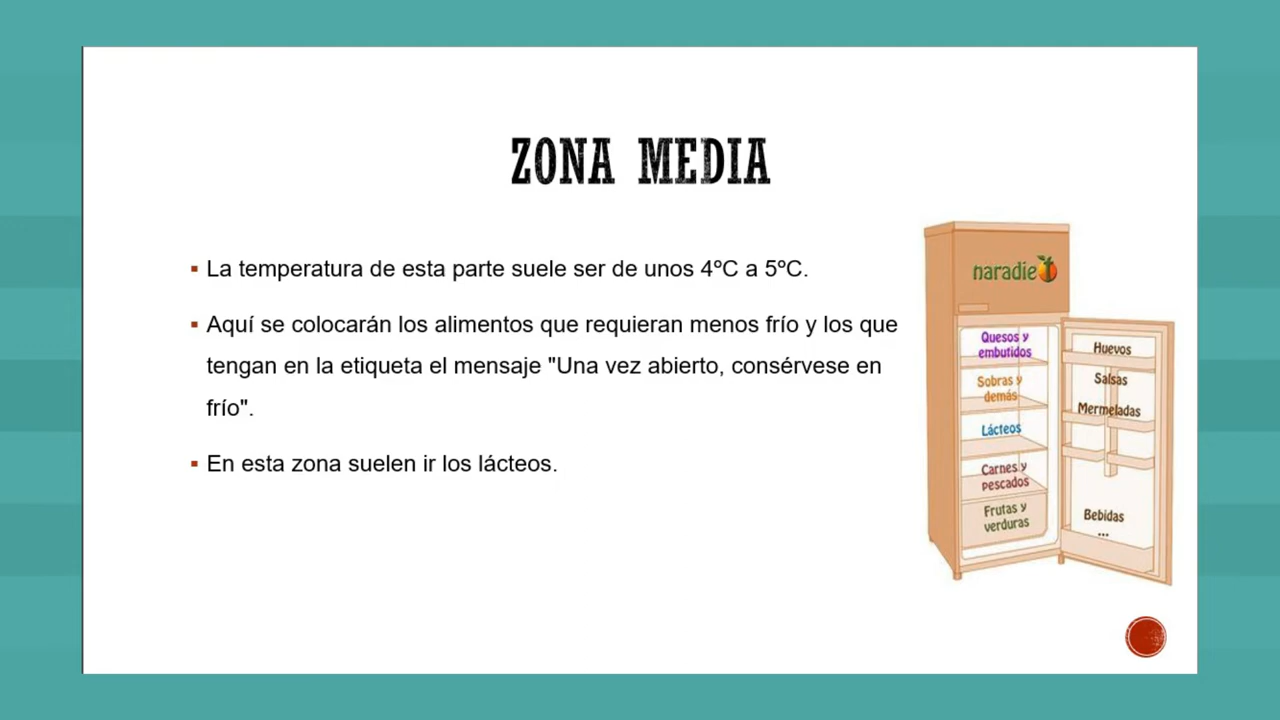 ZONA MEDIA
▪ La temperatura de esta parte suele ser de unos 4ºC a 5ºC.
▪ Aquí se colocarán los alimentos que requieran menos frío y los que
tengan en la etiqueta el mensaje "Una vez abierto, consérvese en
frío".
▪ En esta zona suelen ir los lácteos.
naradie
Quesos y
embutidos
Sobras y
demás
Lácteos
Carnes y
pescados
Frutas y
verduras
Huevos
Salsas
Mermeladas
Bebidas
...